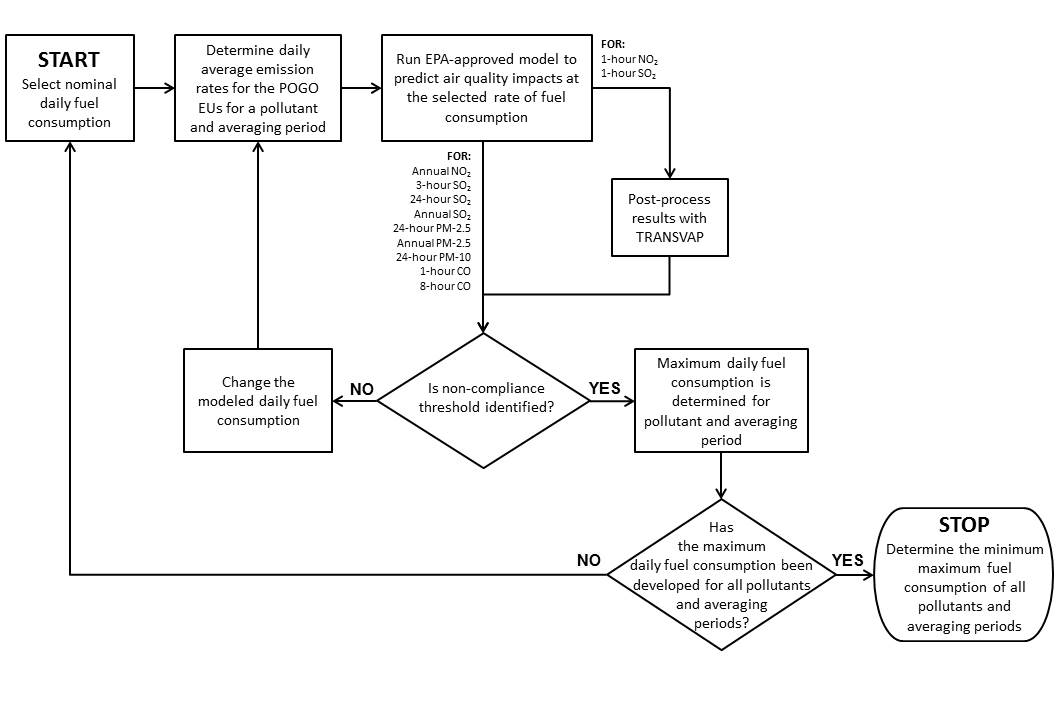 START
Select nominal
daily fuel
consumption
Determine daily
average emission
rates for the POGO
EUs for a pollutant
and averaging period
Run EPA-approved model to
predict air quality impacts at
the selected rate of fuel
consumption
FOR:
1-hour NO₂
1-hour SO₂
Post-process
results with
TRANSVAP
FOR:
Annual NO₂
3-hour SO₂
24-hour SO₂
Annual SO₂
24-hour PM-2.5
Annual PM-2.5
24-hour PM-10
1-hour CO
8-hour CO
Is non-compliance
threshold identified?
NO
Change the
modeled daily fuel
consumption
YES
Maximum daily fuel
consumption is
determined for
pollutant and averaging
period
Has
the maximum
daily fuel consumption been
developed for all pollutants
and averaging
periods?
NO
YES
STOP
Determine the minimum
maximum fuel
consumption of all
pollutants and
averaging periods